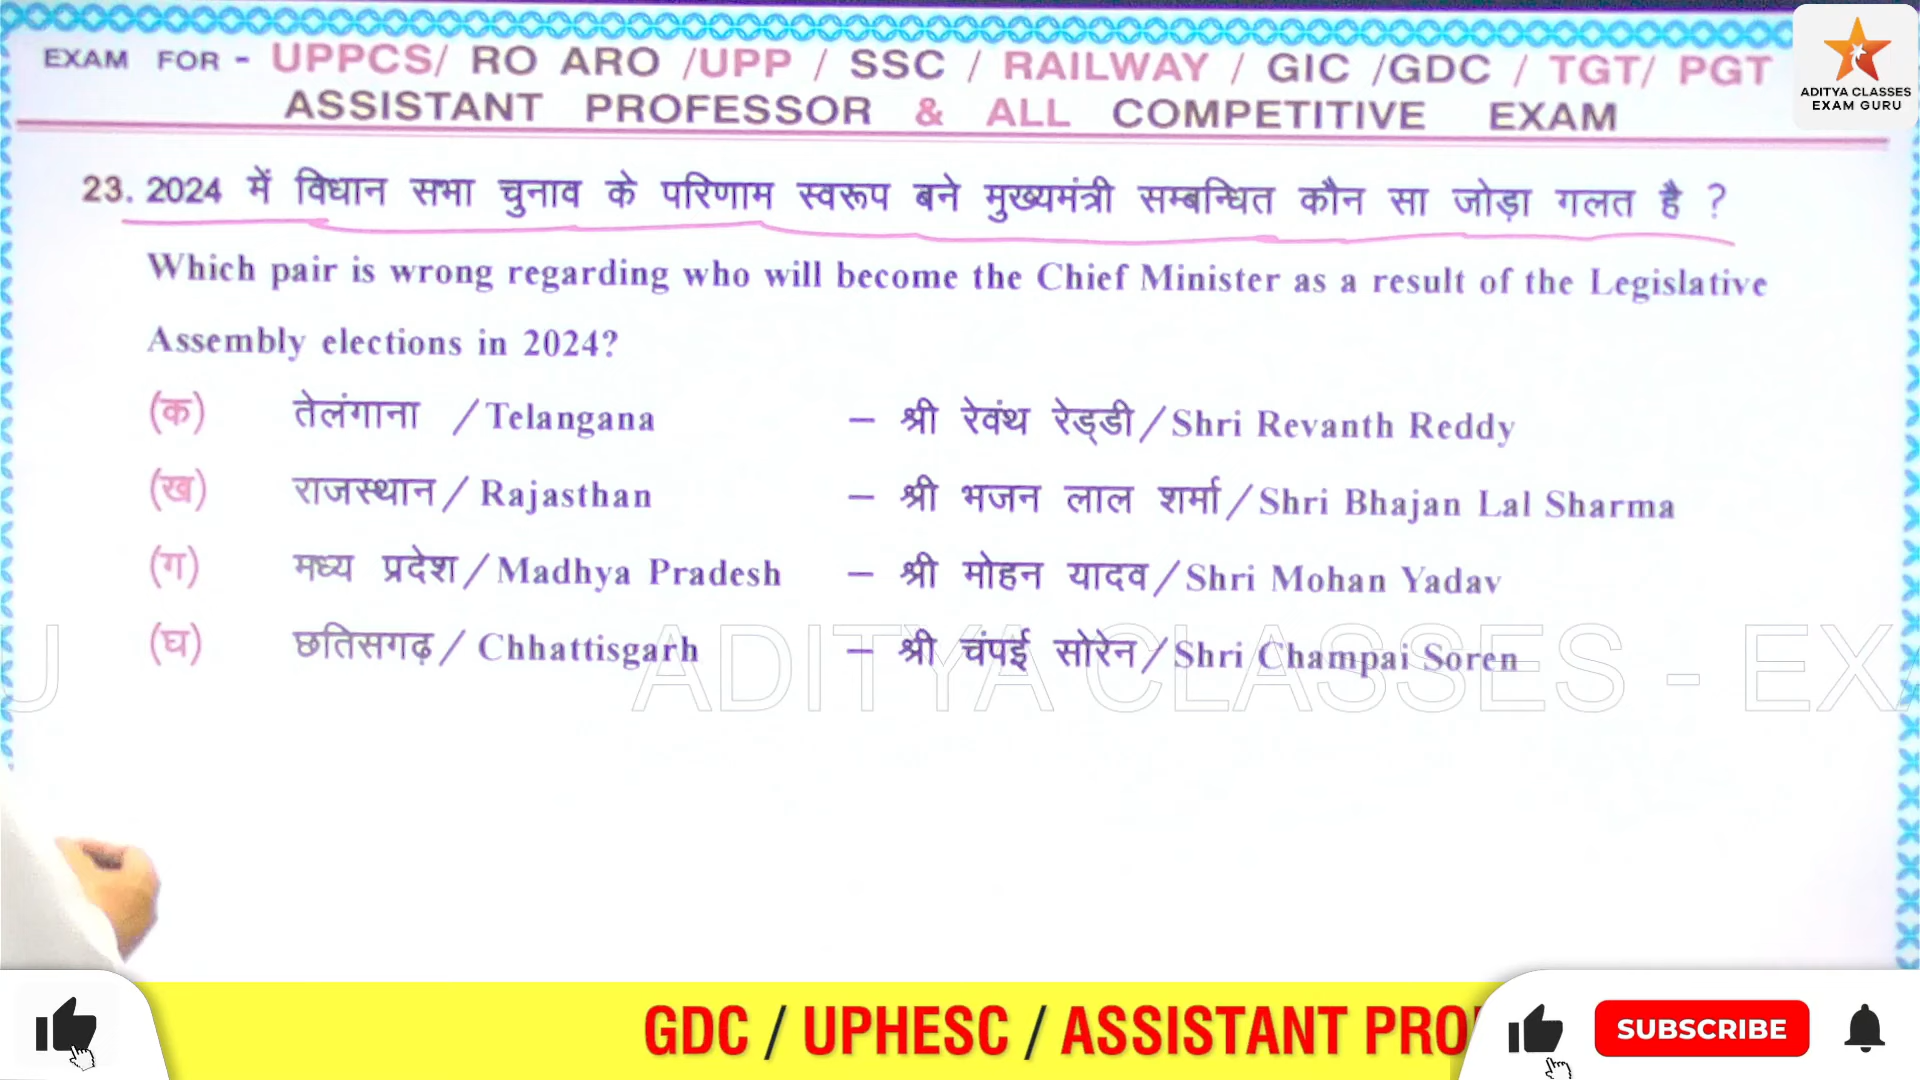 EXAM FOR - UPPCS/ RO ARO /UPP / SSC / RAILWAY / GIC /GDC / TGT/ PGT
ASSISTANT PROFESSOR & ALL COMPETITIVE EXAM
ADITYA CLASSES
EXAM GURU
23. 2024 में विधान सभा चुनाव के परिणाम स्वरूप बने मुख्यमंत्री सम्बन्धित कौन सा जोड़ा गलत है ?
Which pair is wrong regarding who will become the Chief Minister as a result of the Legislative
Assembly elections in 2024?
(क) तेलंगाना / Telangana – श्री रेवंथ रेड्डी/Shri Revanth Reddy
(ख) राजस्थान/ Rajasthan – श्री भजन लाल शर्मा/Shri Bhajan Lal Sharma
(ग) मध्य प्रदेश/Madhya Pradesh – श्री मोहन यादव/Shri Mohan Yadav
(घ) छतिसगढ़/ Chhattisgarh – श्री चंपई सोरेन/Shri Champai Soren
U ADITYA CLASSES - EXA
GDC / UPHESC / ASSISTANT PRO
SUBSCRIBE